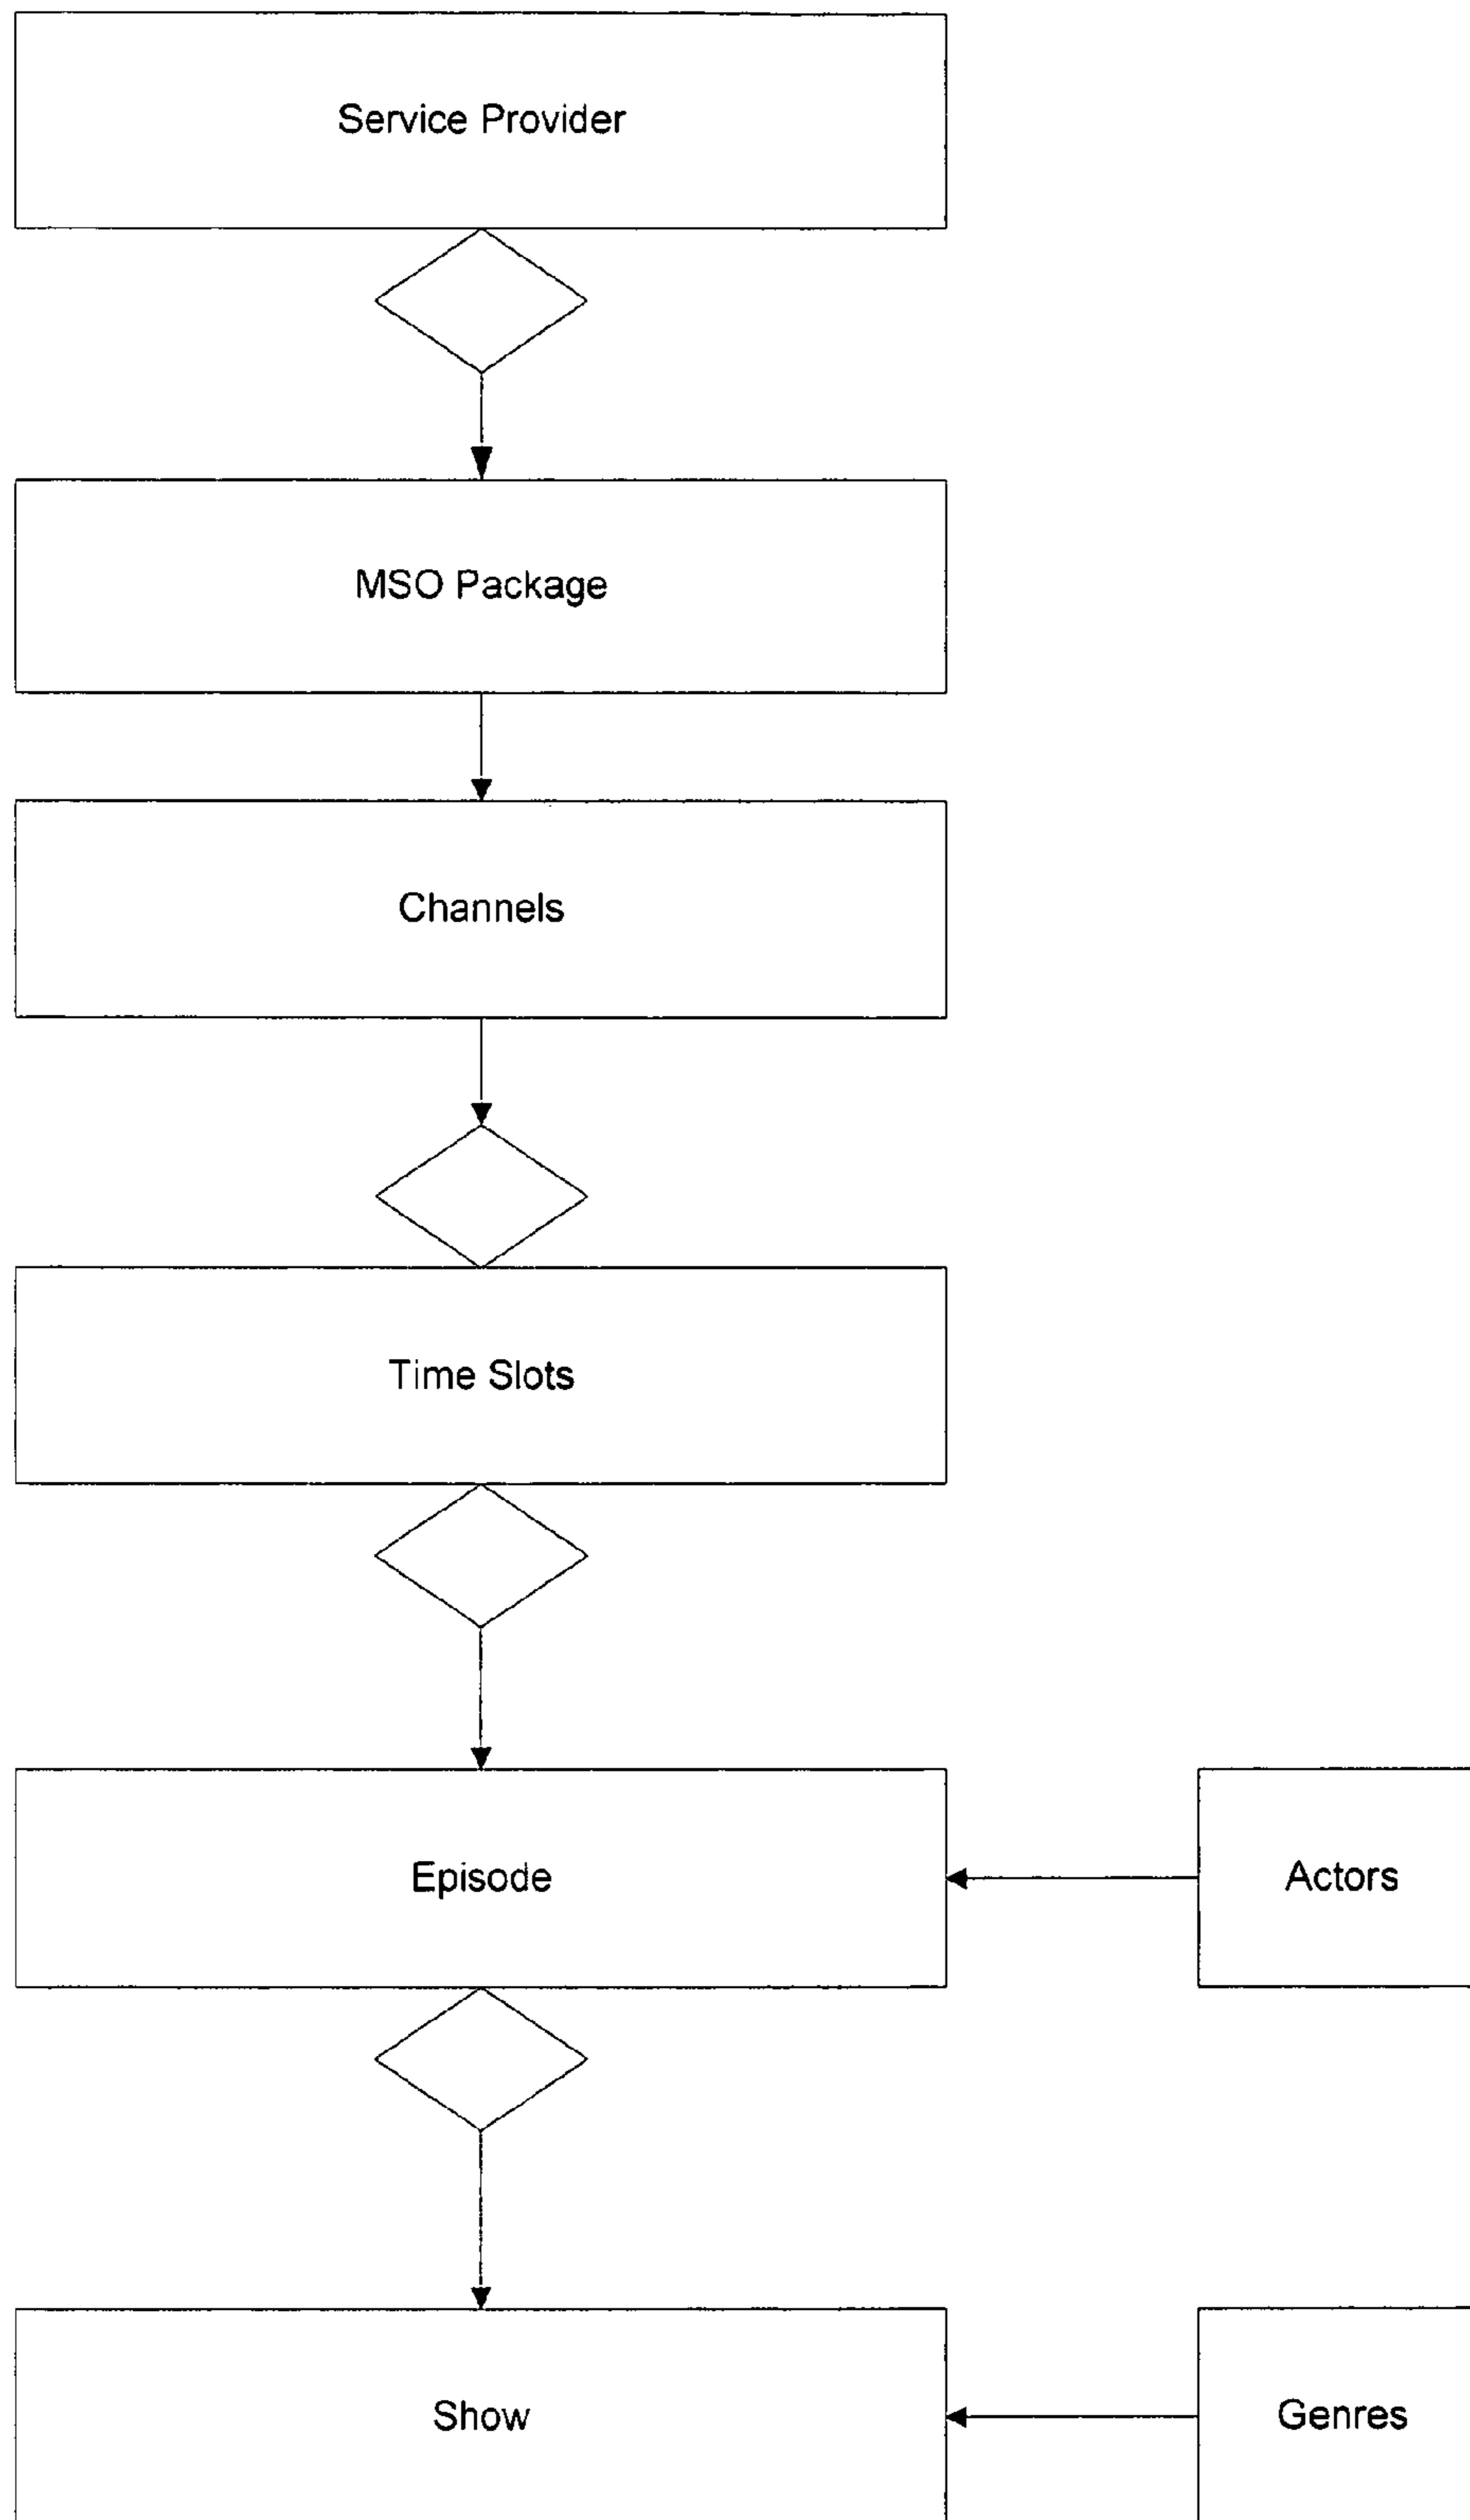 Service Provider
MSO Package
Channels
Time Slots
Episode
Actors
Show
Genres